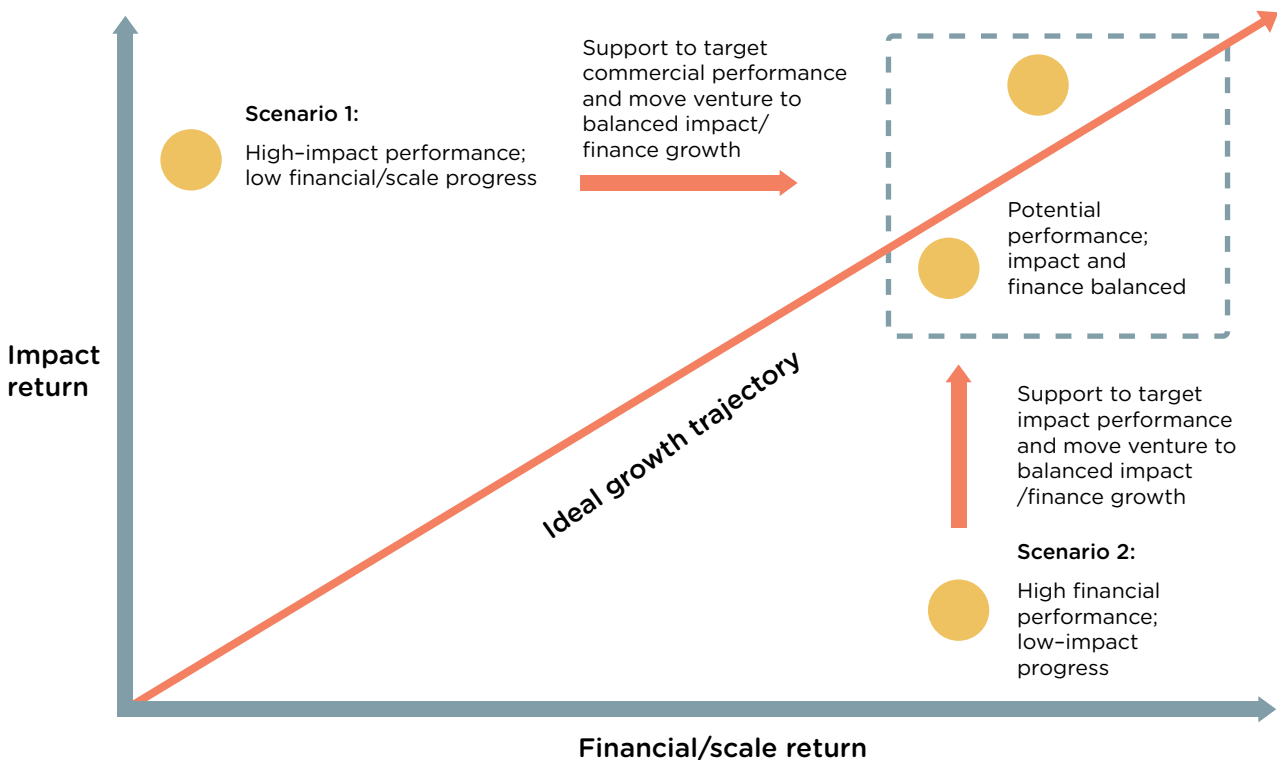 Support to target
commercial performance
and move venture to
balanced impact/
finance growth
Scenario 1:
High–impact performance;
low financial/scale progress
Potential
performance;
impact and
finance balanced
Impact
return
Ideal growth trajectory
Support to target
impact performance
and move venture to
balanced impact
/finance growth
Scenario 2:
High financial
performance;
low–impact
progress
Financial/scale return